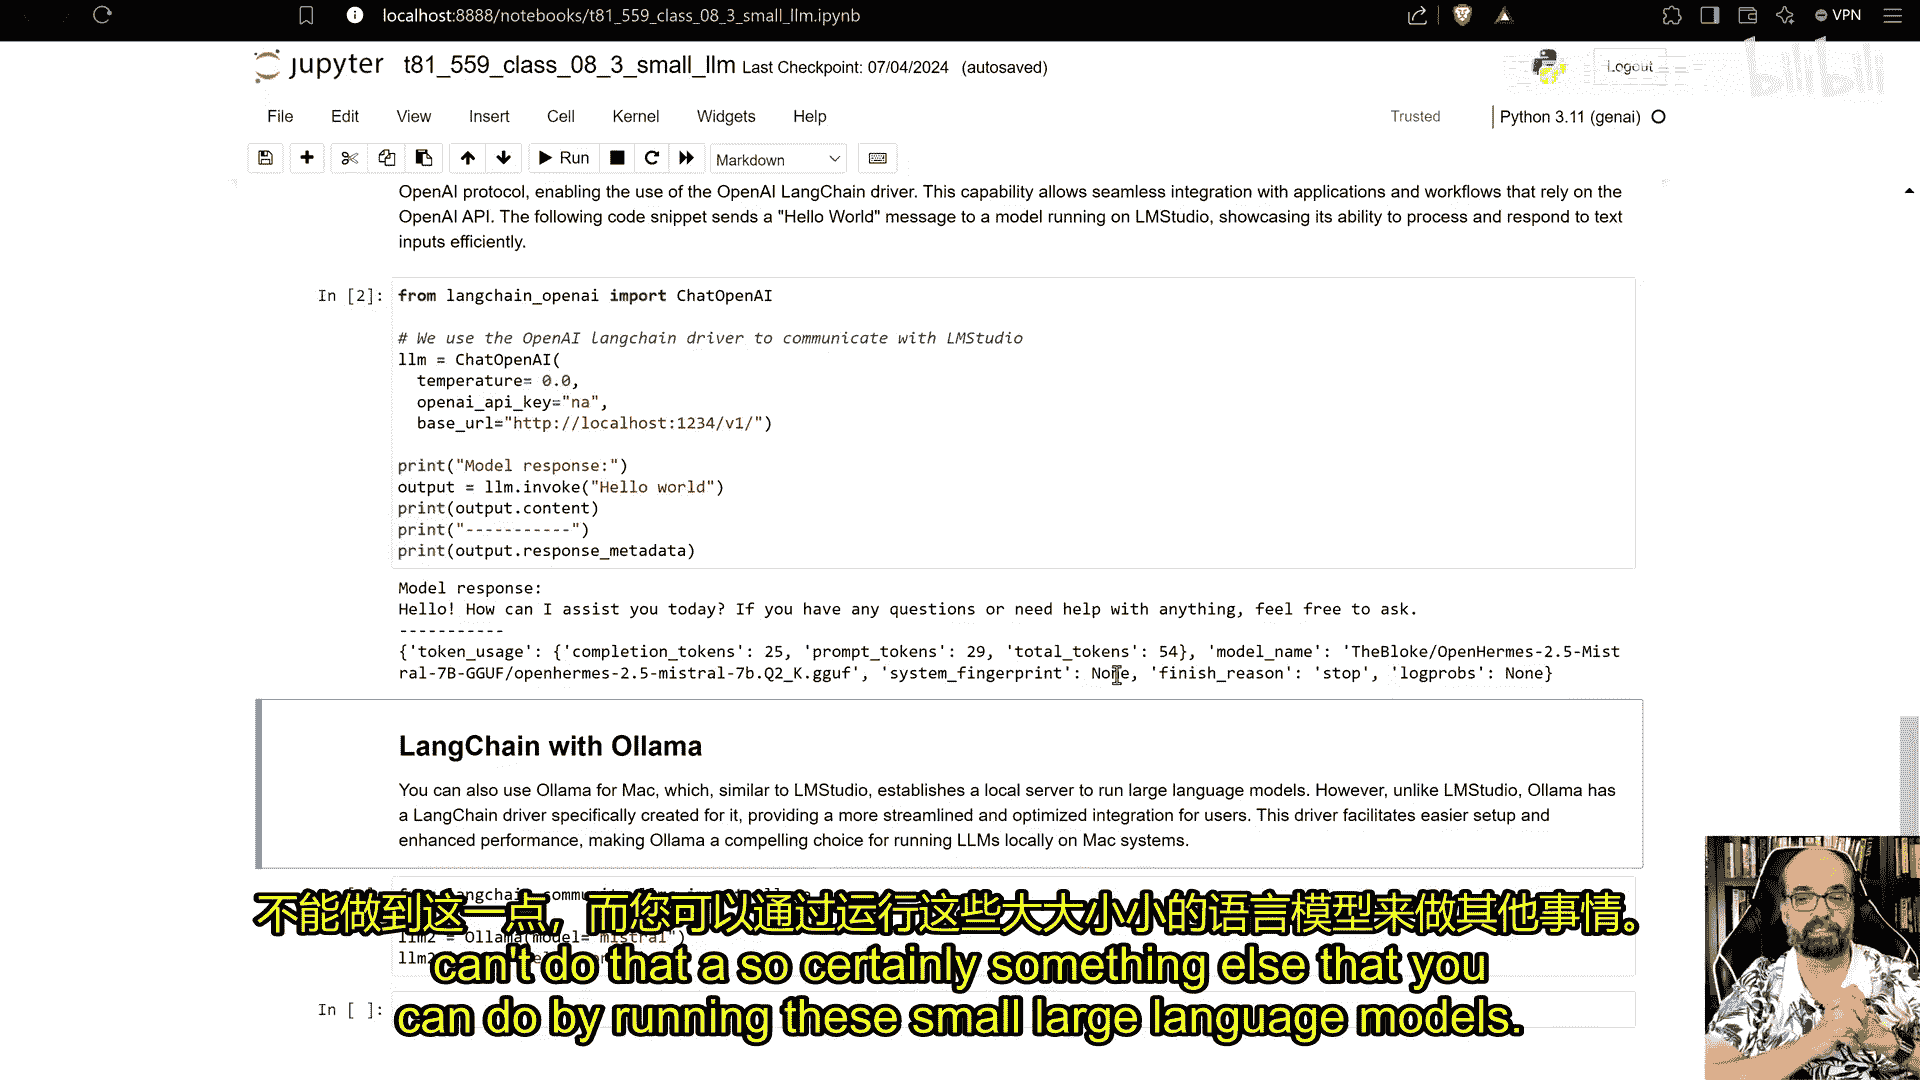 localhost:8888/notebooks/t81_559_class_08_3_small_llm.ipynb
VPN
jupyter t81_559_class_08_3_small_llm Last Checkpoint: 07/04/2024 (autosaved)
Logout
bilibili
File Edit View Insert Cell Kernel Widgets Help
Trusted Python 3.11 (genai)
Run Markdown
OpenAI protocol, enabling the use of the OpenAI LangChain driver. This capability allows seamless integration with applications and workflows that rely on the
OpenAI API. The following code snippet sends a "Hello World" message to a model running on LMStudio, showcasing its ability to process and respond to text
inputs efficiently.
In [2]: from langchain_openai import ChatOpenAI
# We use the OpenAI langchain driver to communicate with LMStudio
llm = ChatOpenAI(
temperature= 0.0,
openai_api_key="na",
base_url="http://localhost:1234/v1/")
print("Model response:")
output = llm.invoke("Hello world")
print(output.content)
print("-----------")
print(output.response_metadata)
Model response:
Hello! How can I assist you today? If you have any questions or need help with anything, feel free to ask.
-----------
{'token_usage': {'completion_tokens': 25, 'prompt_tokens': 29, 'total_tokens': 54}, 'model_name': 'TheBloke/OpenHermes-2.5-Mist
ral-7B-GGUF/openhermes-2.5-mistral-7b.Q2_K.gguf', 'system_fingerprint': None, 'finish_reason': 'stop', 'logprobs': None}
LangChain with Ollama
You can also use Ollama for Mac, which, similar to LMStudio, establishes a local server to run large language models. However, unlike LMStudio, Ollama has
a LangChain driver specifically created for it, providing a more streamlined and optimized integration for users. This driver facilitates easier setup and
enhanced performance, making Ollama a compelling choice for running LLMs locally on Mac systems.
不能做到这一点，而您可以通过运行这些大大小小的语言模型来做其他事情。
llm2 = Ollama(model="mistral")
can't do that a so certainly something else that you
In [ ]:
can do by running these small large language models.